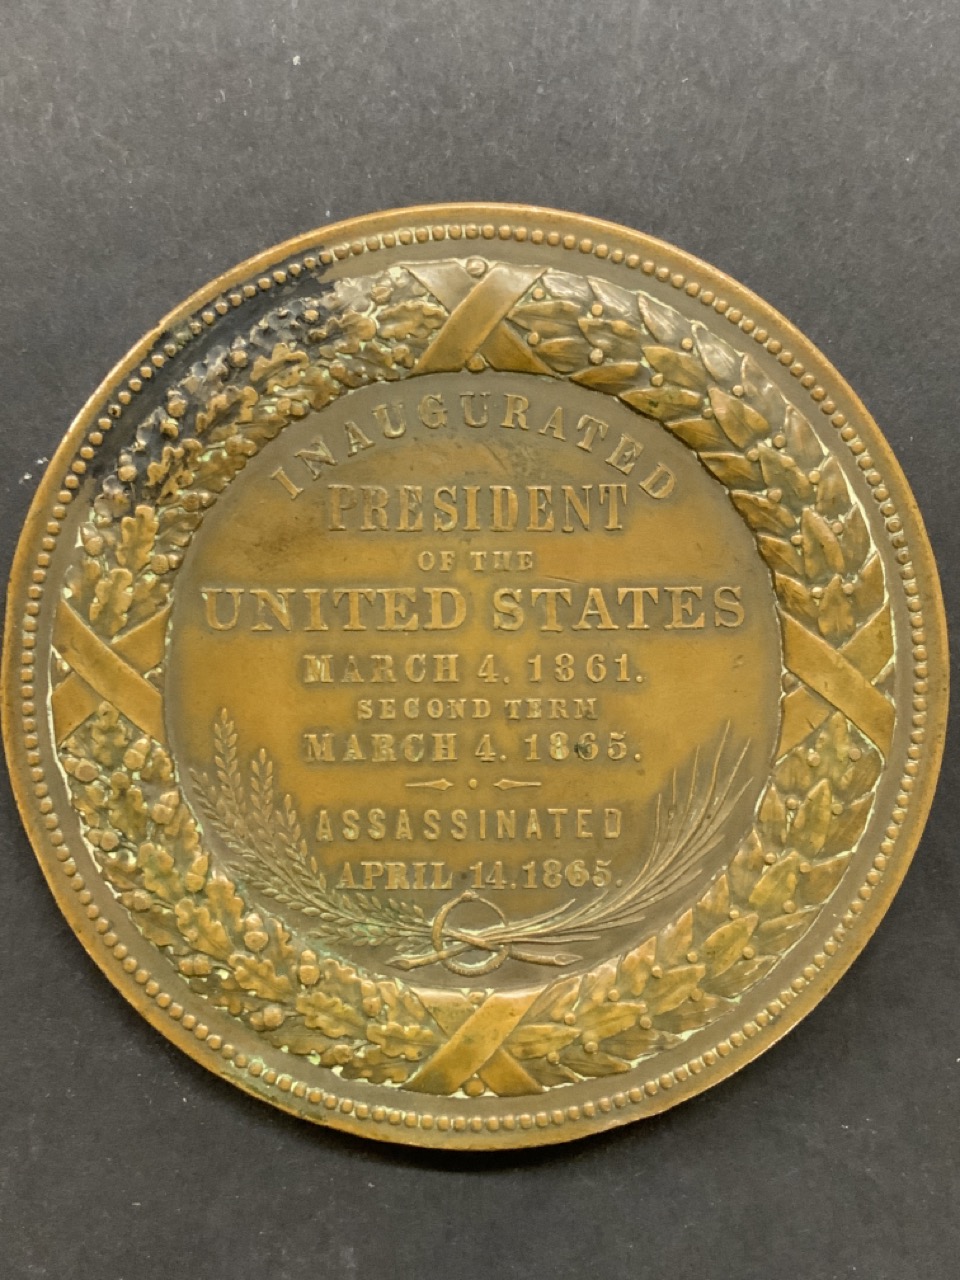 INAUGURATED
PRESIDENT
OF THE
UNITED STATES
MARCH 4. 1861.
SECOND TERM
MARCH 4. 1865.
ASSASSINATED
APRIL 14. 1865.